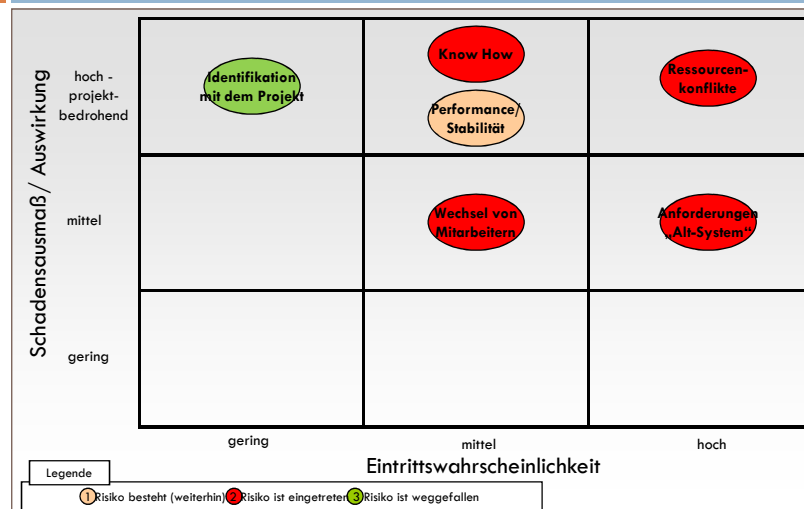 Schadensausmaß/ Auswirkung
hoch -
projekt-
bedrohend
Identifikation
mit dem Projekt
Know How
Performance/
Stabilität
Ressourcen-
konflikte
mittel
Wechsel von
Mitarbeitern
Anforderungen
„Alt-System“
gering
gering
mittel
hoch
Eintrittswahrscheinlichkeit
Legende
1 Risiko besteht (weiterhin) 2 Risiko ist eingetreten 3 Risiko ist weggefallen